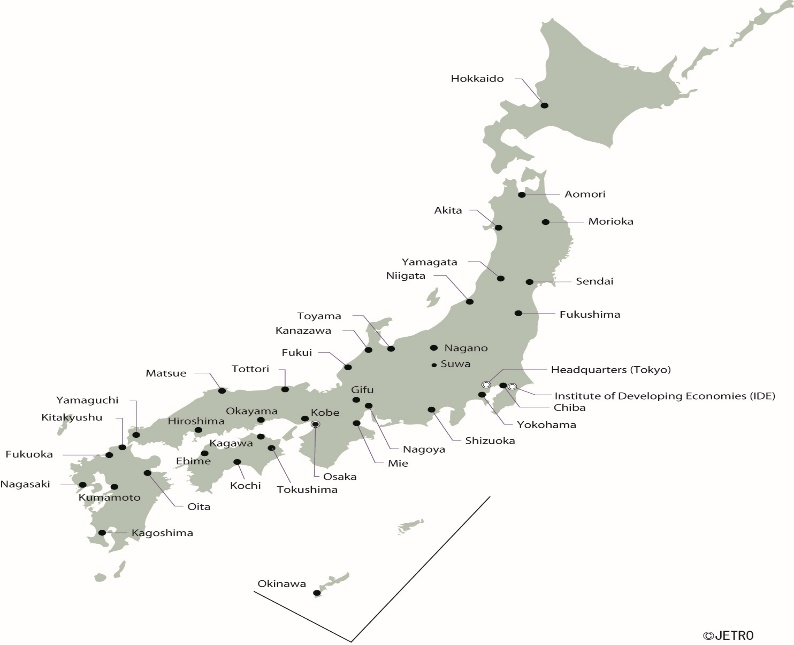 Hokkaido
Aomori
Akita
Morioka
Yamagata
Niigata
Sendai
Toyama
Fukushima
Kanazawa
Nagano
Fukui
Suwa
Matsue
Tottori
Headquarters (Tokyo)
Gifu
Institute of Developing Economies (IDE)
Yamaguchi
Chiba
Kitakyushu
Okayama
Kobe
Hiroshima
Yokohama
Kagawa
Shizuoka
Fukuoka
Nagoya
Ehime
Mie
Osaka
Nagasaki
Kochi
Tokushima
Kumamoto
Oita
Kagoshima
Okinawa
©JETRO